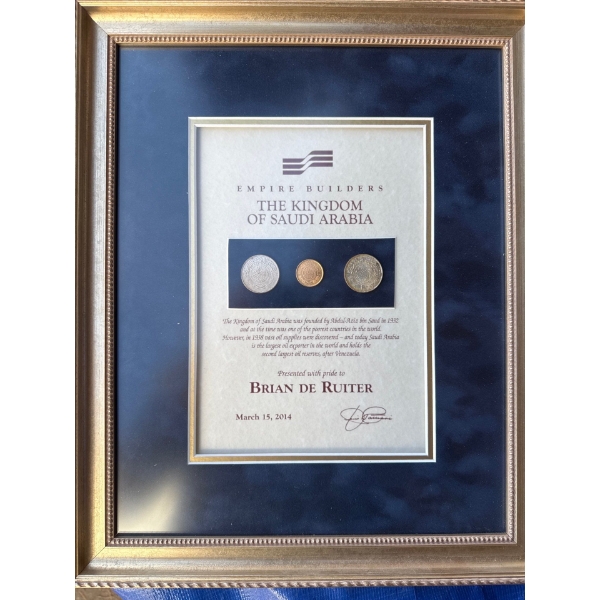 EMPIRE BUILDERS
THE KINGDOM
OF SAUDI ARABIA
The Kingdom of Saudi Arabia was founded by Abdul-Aziz bin Saud in 1932
and at the time was one of the poorest countries in the world.
However, in 1938 vast oil supplies were discovered – and today Saudi Arabia
is the largest oil exporter in the world and holds the
second largest oil reserves, after Venezuela.
Presented with pride to
BRIAN DE RUITER
March 15, 2014